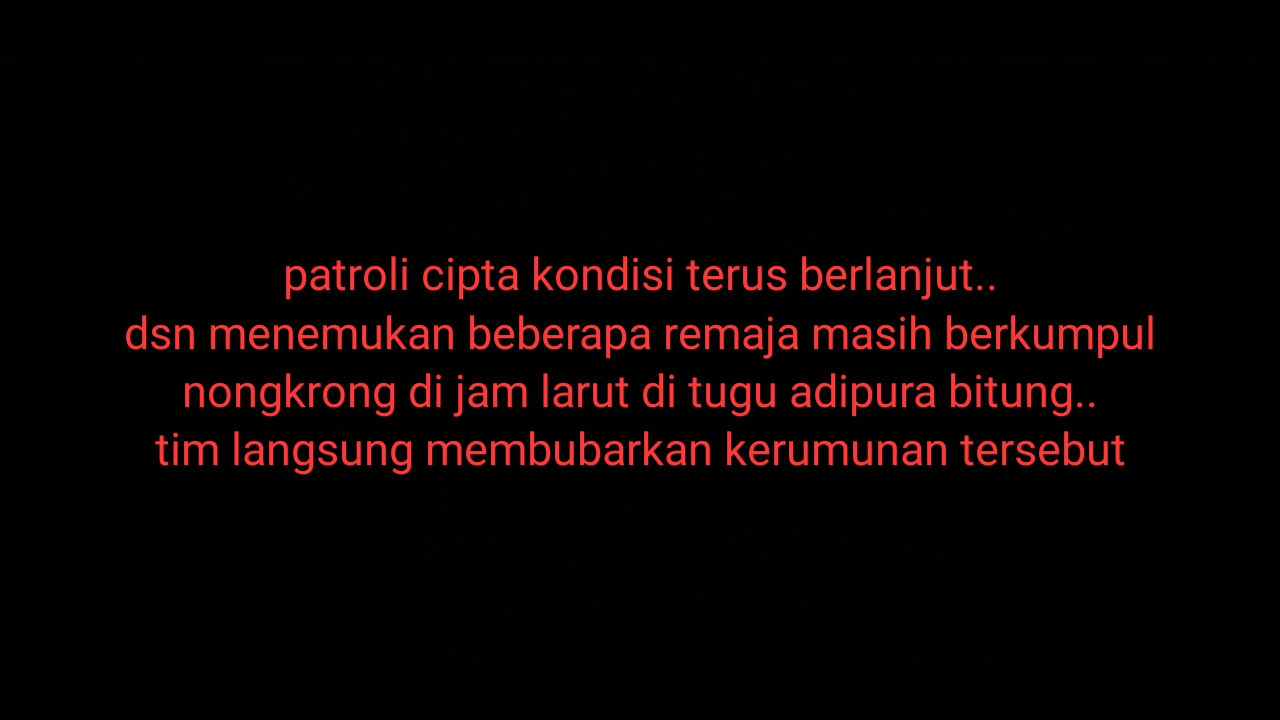 patroli cipta kondisi terus berlanjut..
dsn menemukan beberapa remaja masih berkumpul
nongkrong di jam larut di tugu adipura bitung..
tim langsung membubarkan kerumunan tersebut